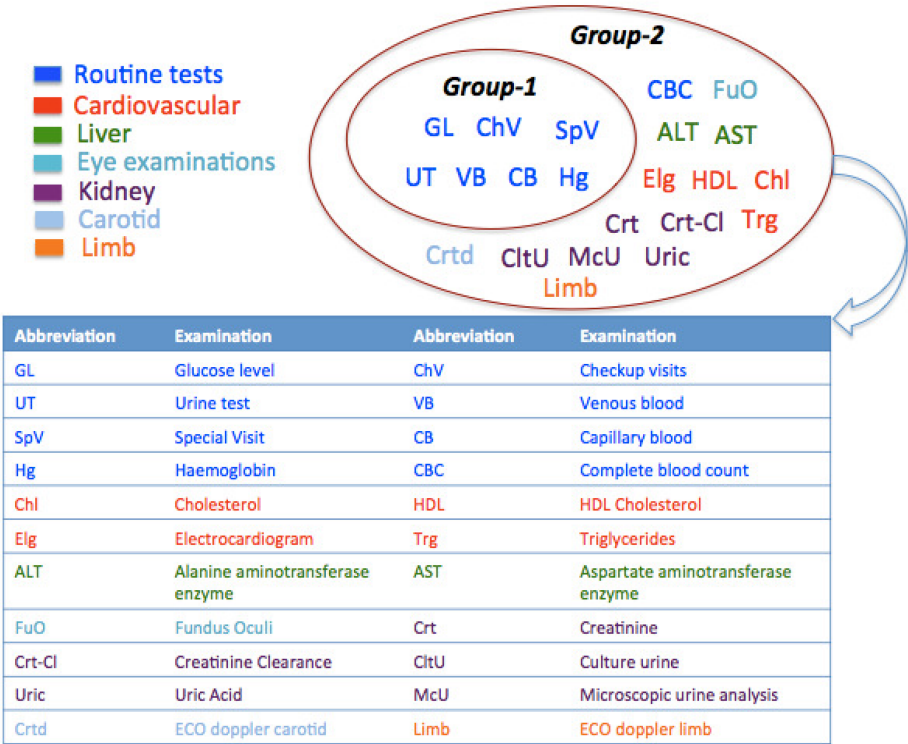 Group-2
Routine tests
Cardiovascular
Liver
Eye examinations
Kidney
Carotid
Limb
Group-1
GL ChV SpV
UT VB CB Hg
CBC FuO
ALT AST
Elg HDL Chl
Crt Crt-Cl Trg
Crtd CltU McU Uric
Limb
Abbreviation Examination Abbreviation Examination
GL Glucose level ChV Checkup visits
UT Urine test VB Venous blood
SpV Special Visit CB Capillary blood
Hg Haemoglobin CBC Complete blood count
Chl Cholesterol HDL HDL Cholesterol
Elg Electrocardiogram Trg Triglycerides
ALT Alanine aminotransferase AST Aspartate aminotransferase
enzyme enzyme
FuO Fundus Oculi Crt Creatinine
Crt-Cl Creatinine Clearance CltU Culture urine
Uric Uric Acid McU Microscopic urine analysis
Crtd ECO doppler carotid Limb ECO doppler limb